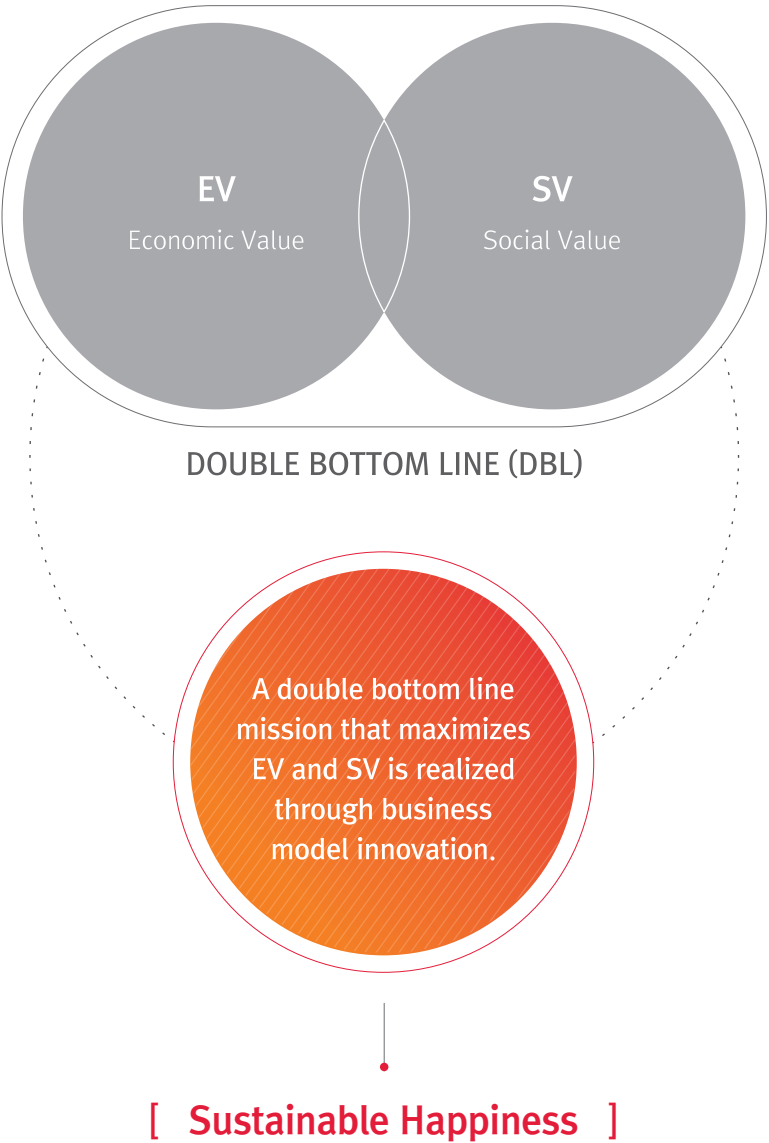 EV
Economic Value
SV
Social Value
DOUBLE BOTTOM LINE (DBL)
A double bottom line
mission that maximizes
EV and SV is realized
through business
model innovation.
[ Sustainable Happiness ]